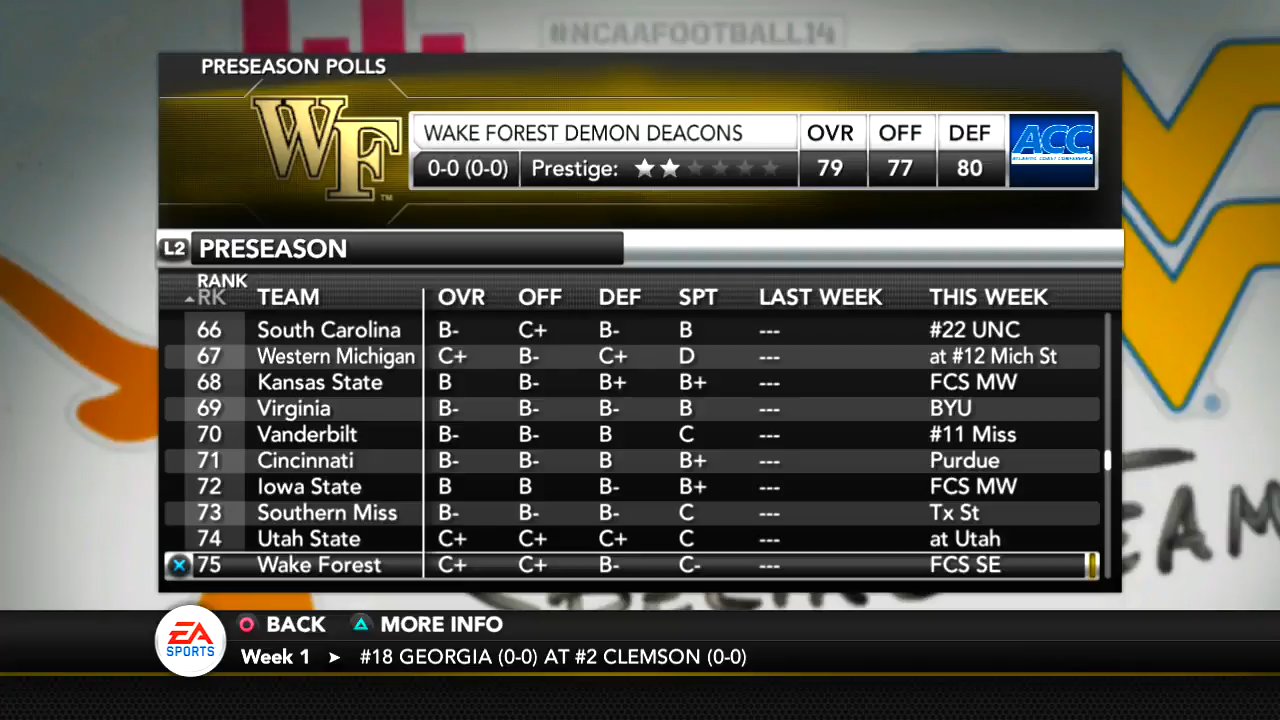 #NCAAFOOTBALL14
PRESEASON POLLS
WF™
WAKE FOREST DEMON DEACONS OVR OFF DEF
0-0 (0-0) Prestige: 79 77 80
ACC
ATLANTIC COAST CONFERENCE
L2 PRESEASON
RANK
RK TEAM OVR OFF DEF SPT LAST WEEK THIS WEEK
66 South Carolina B- C+ B- B --- #22 UNC
67 Western Michigan C+ B- C+ D --- at #12 Mich St
68 Kansas State B B- B+ B+ --- FCS MW
69 Virginia B- B- B- B --- BYU
70 Vanderbilt B- B- B C --- #11 Miss
71 Cincinnati B- B- B B+ --- Purdue
72 Iowa State B B B- B+ --- FCS MW
73 Southern Miss B- B- B- C --- Tx St
74 Utah State C+ C+ C+ C --- at Utah
75 Wake Forest C+ C+ B- C- --- FCS SE
EA SPORTS
BACK MORE INFO
Week 1 ➤ #18 GEORGIA (0-0) AT #2 CLEMSON (0-0)